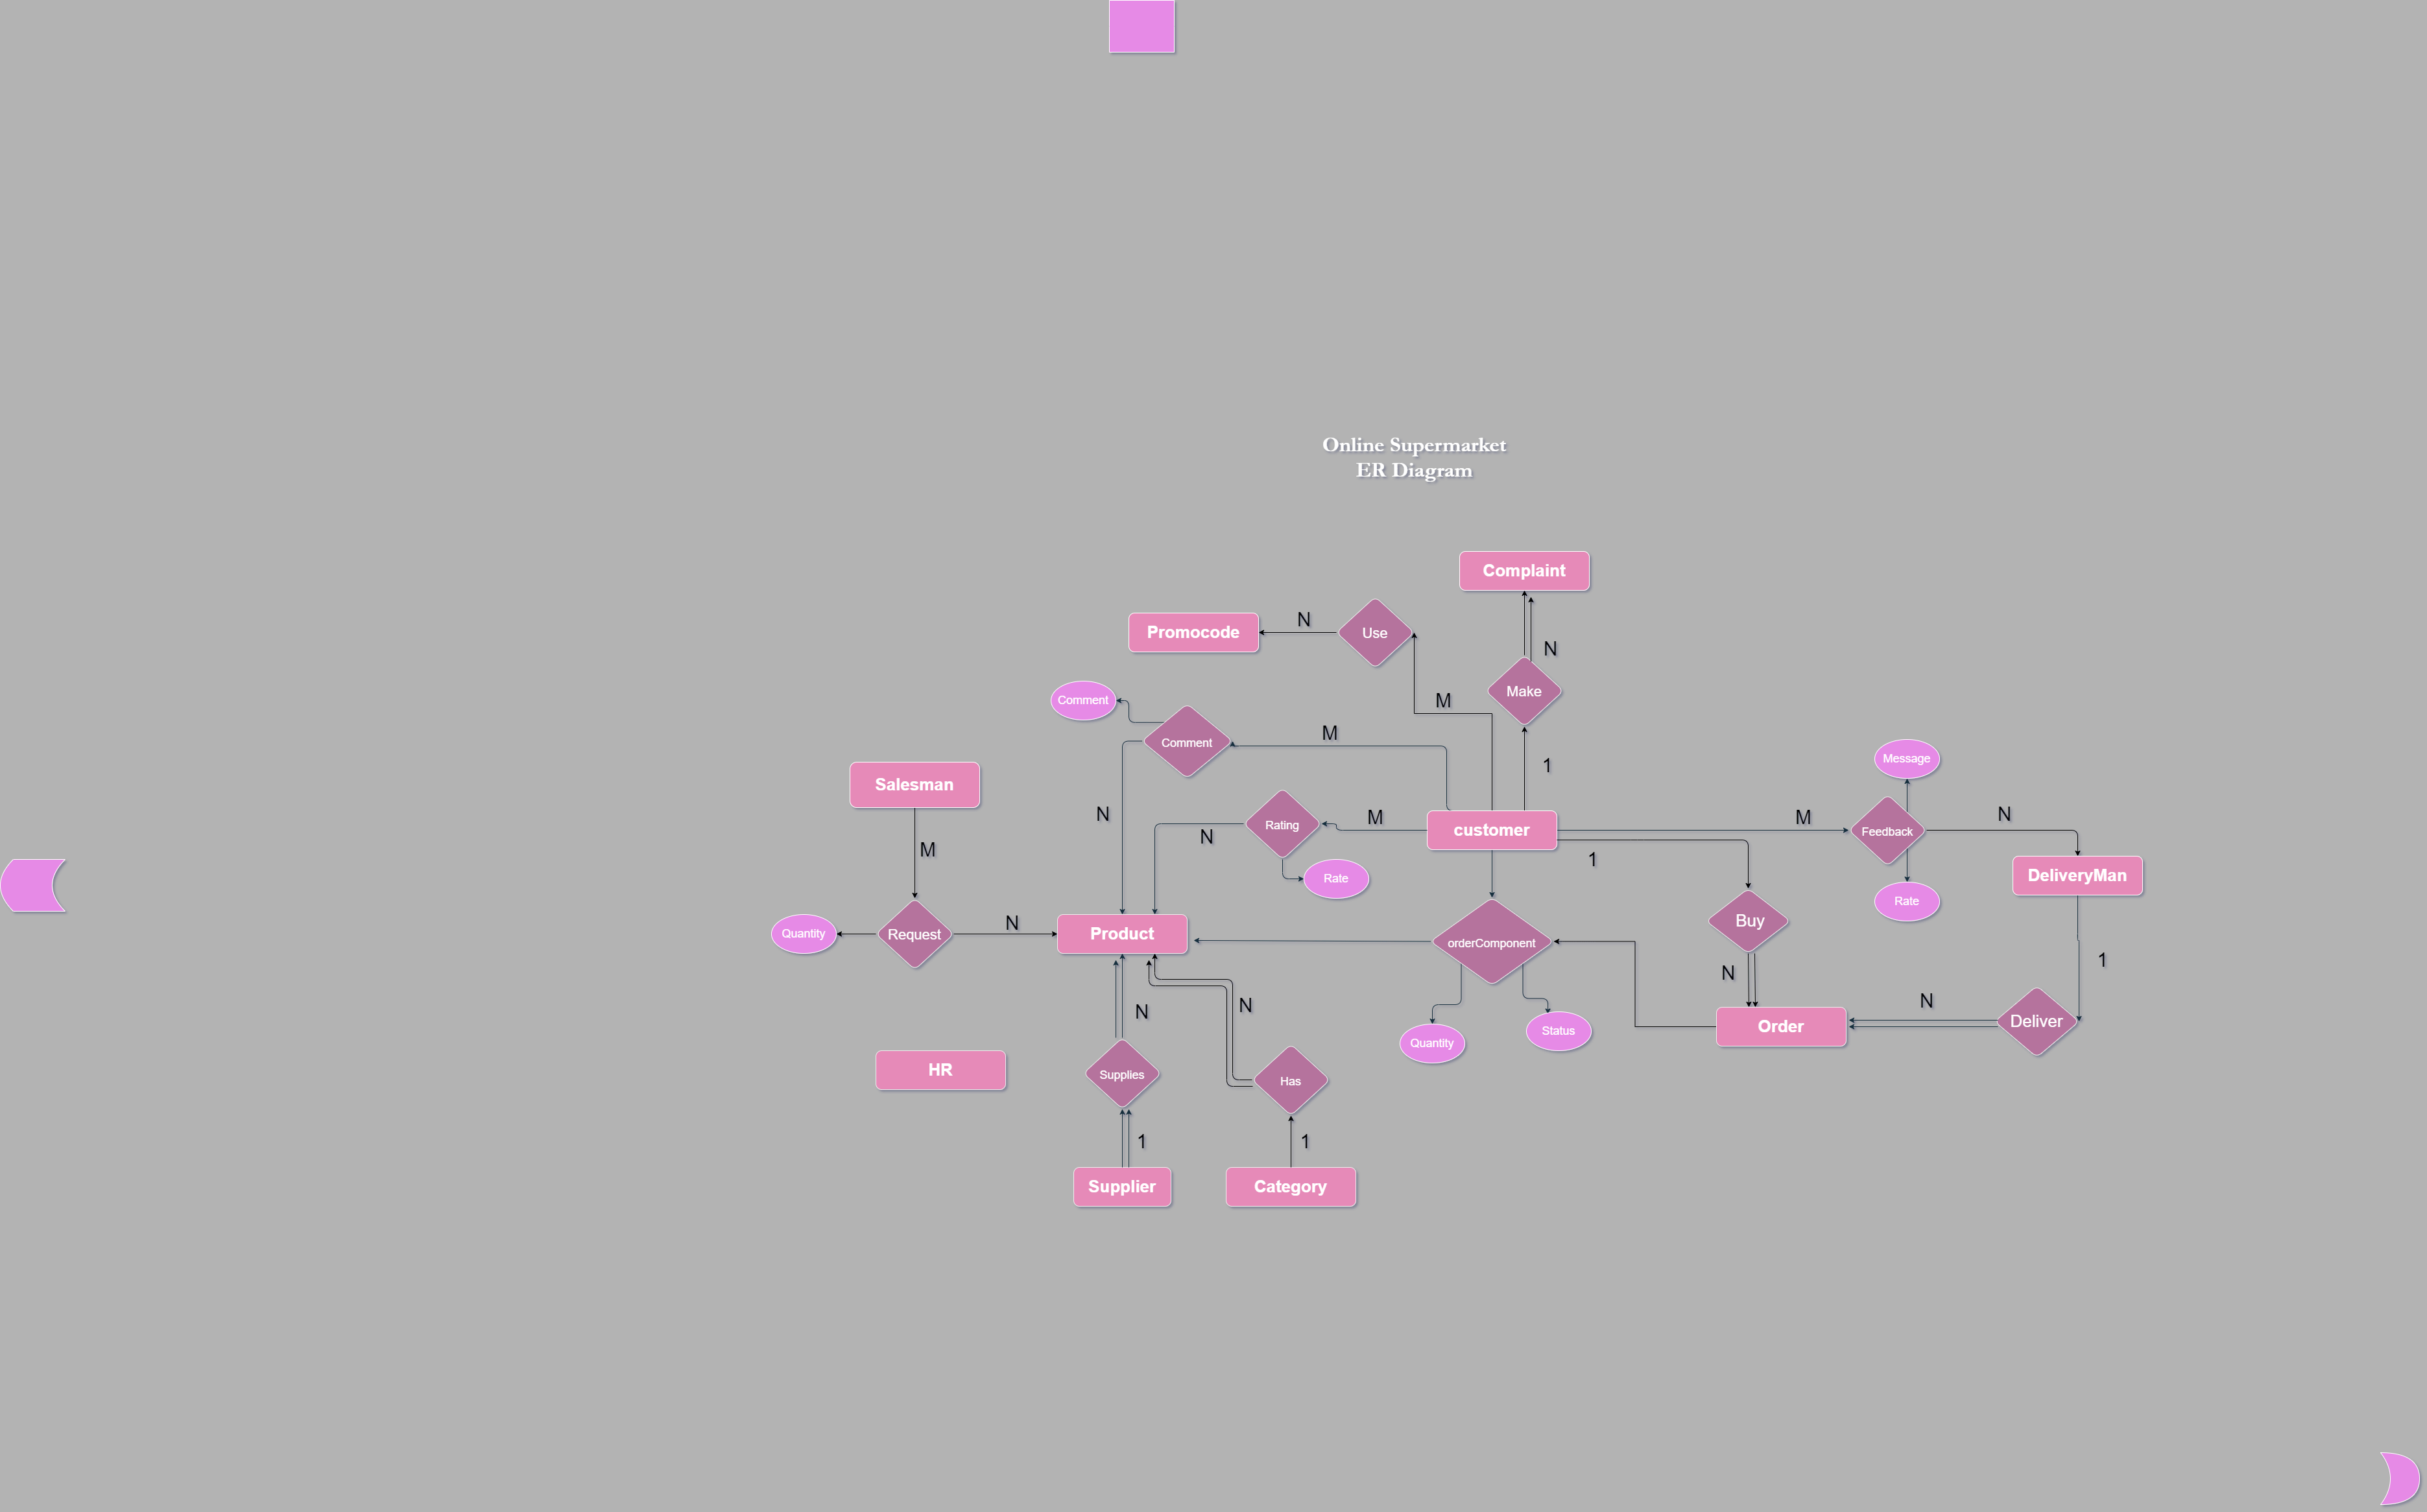 Online Supermarket
ER Diagram
Complaint
Promocode
N
Use
N
Make
M
Comment
M
Comment
1
Message
Salesman
N
M
N
M
N
Rating
customer
Feedback
N
M
1
Rate
DeliveryMan
Rate
Quantity
Request
N
Product
Buy
orderComponent
1
N
N
N
N
Deliver
Order
Status
Quantity
HR
Supplies
Has
1
1
Supplier
Category